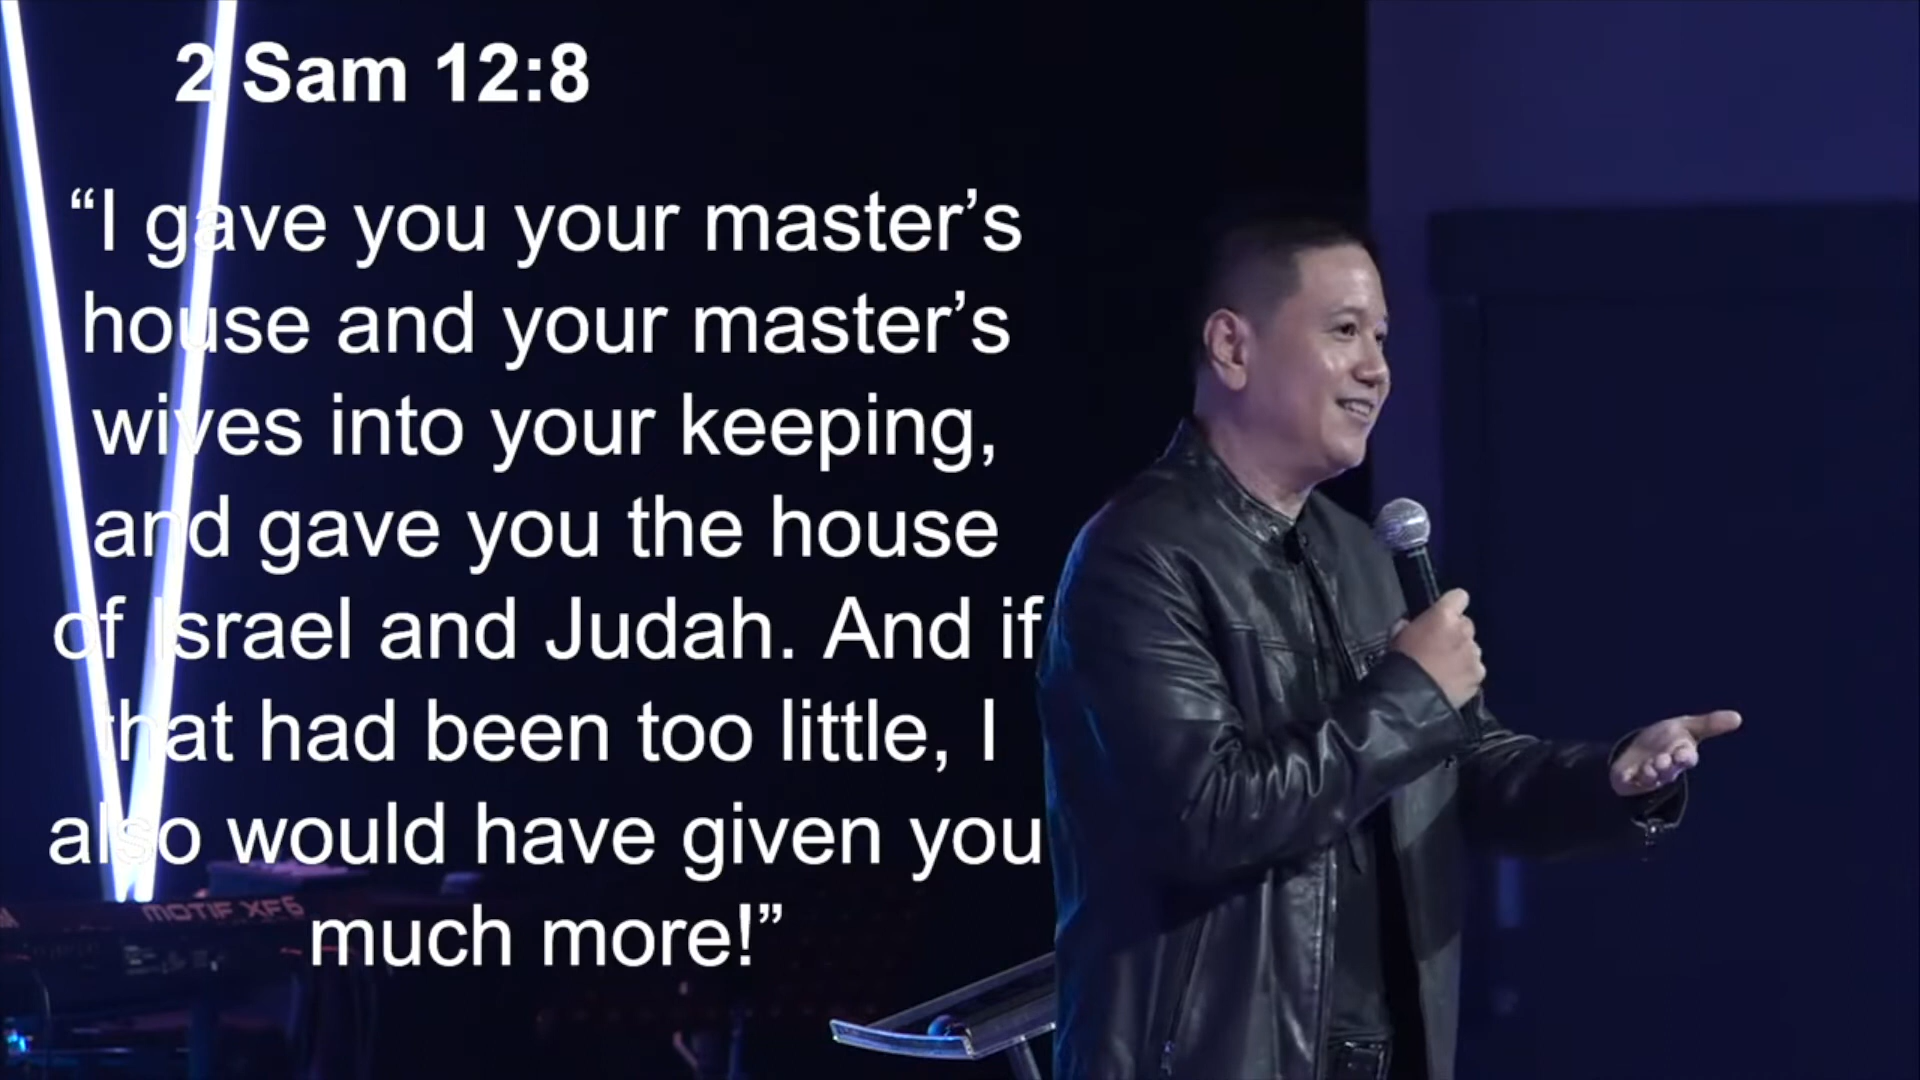 2 Sam 12:8
“I gave you your master’s
house and your master’s
wives into your keeping,
and gave you the house
of Israel and Judah. And if
that had been too little, I
also would have given you
much more!”
MOTIF XF6